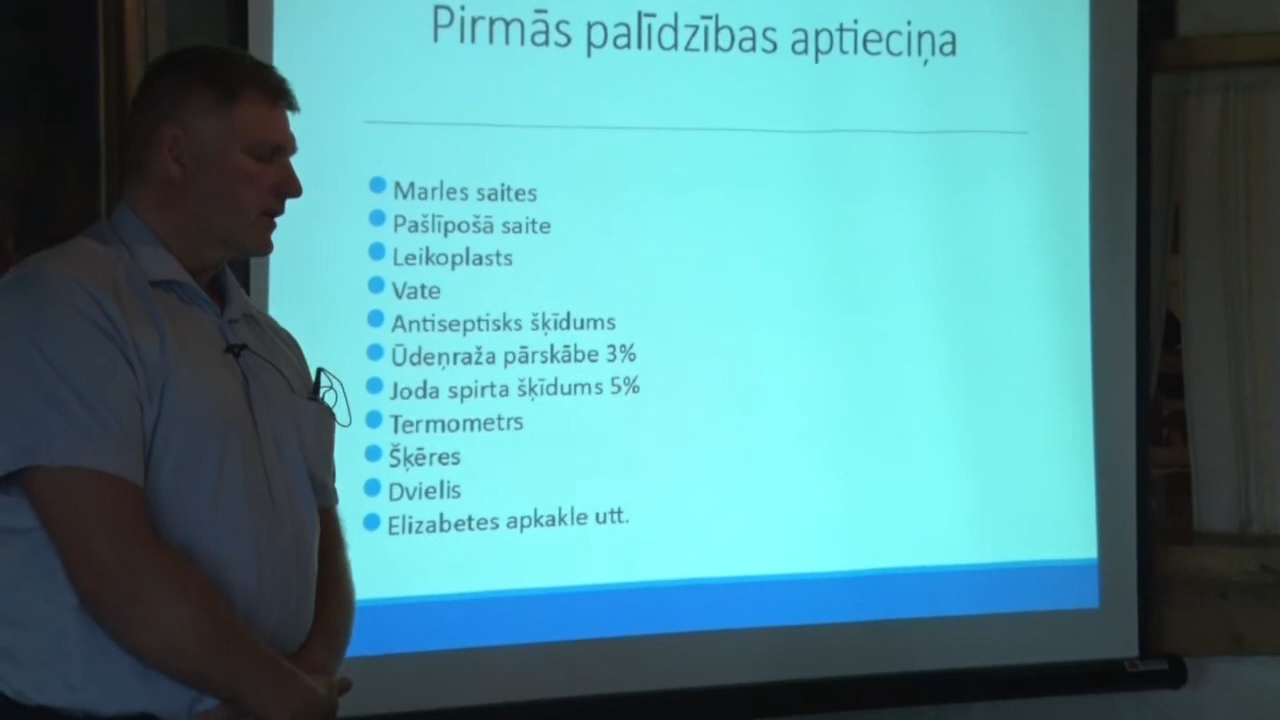 Pirmās palīdzības aptieciņa
Marles saites
Pašlīpošā saite
Leikoplasts
Vate
Antiseptisks šķīdums
Ūdeņraža pārskābe 3%
Joda spirta šķīdums 5%
Termometrs
Šķēres
Dvielis
Elizabetes apkakle utt.